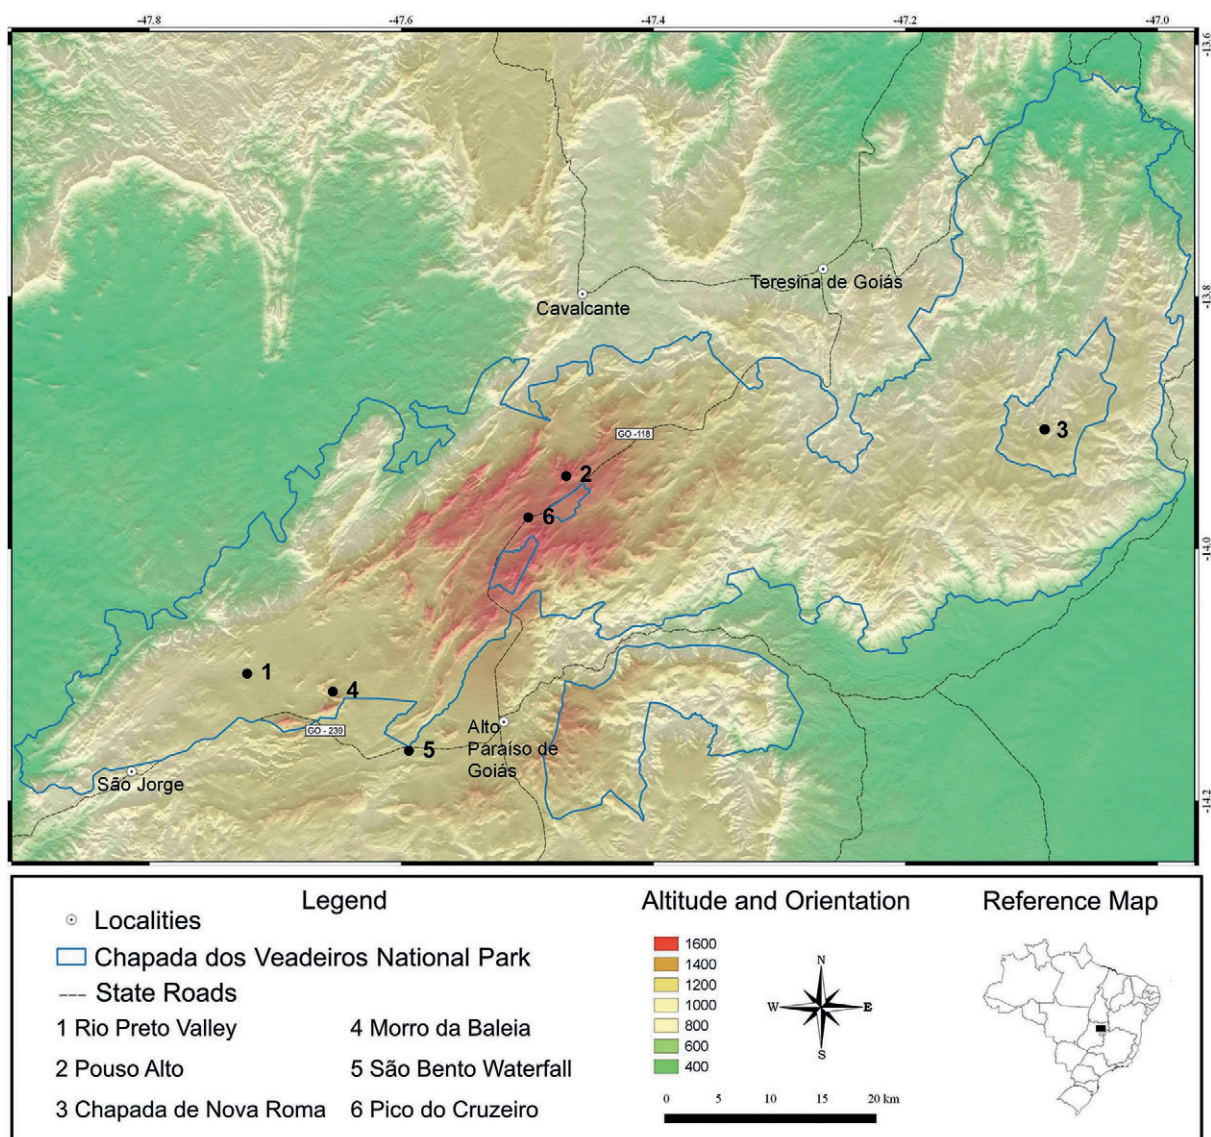 -47.8
-47.6
-47.4
-47.2
-47.0
-13.6
-13.8
-14.0
-14.2
Teresina de Goiás
Cavalcante
GO -118
3
2
6
1
4
GO - 239
5
Alto
Paraíso de
Goiás
São Jorge
Legend
Localities
Chapada dos Veadeiros National Park
State Roads
1 Rio Preto Valley
2 Pouso Alto
3 Chapada de Nova Roma
4 Morro da Baleia
5 São Bento Waterfall
6 Pico do Cruzeiro
Altitude and Orientation
1600
1400
1200
1000
800
600
400
N
W
E
S
0 5 10 15 20 km
Reference Map